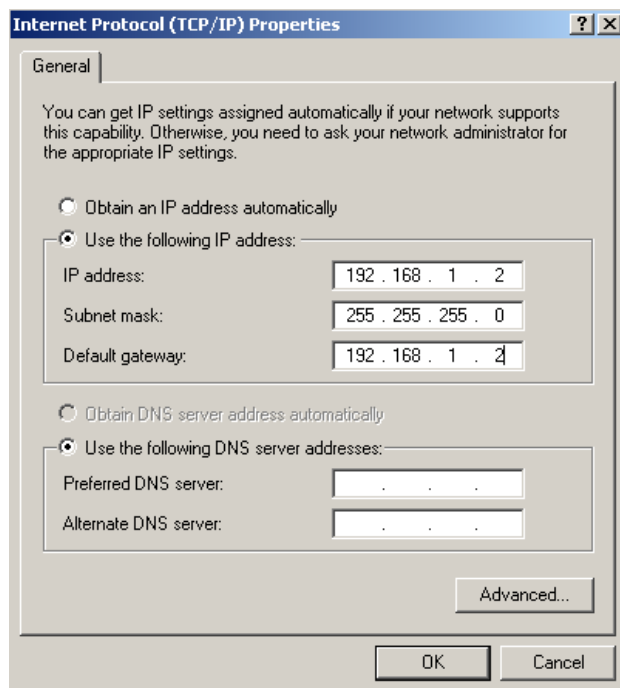 Internet Protocol (TCP/IP) Properties
General
You can get IP settings assigned automatically if your network supports
this capability. Otherwise, you need to ask your network administrator for
the appropriate IP settings.
Obtain an IP address automatically
Use the following IP address:
IP address: 192 . 168 . 1 . 2
Subnet mask: 255 . 255 . 255 . 0
Default gateway: 192 . 168 . 1 . 2
Obtain DNS server address automatically
Use the following DNS server addresses:
Preferred DNS server: . . .
Alternate DNS server: . . .
Advanced...
OK Cancel